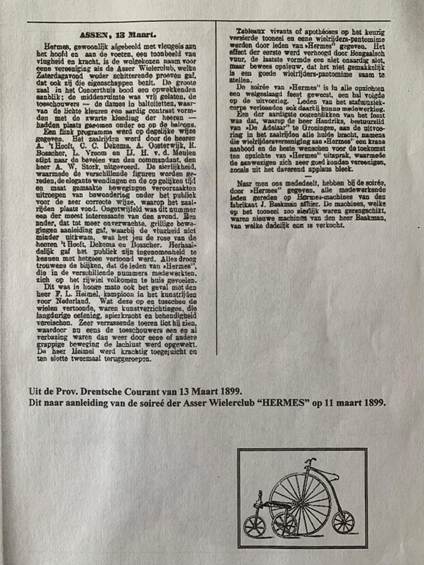 ASSEN, 13 Maart.
Hermes, gewoonlijk afgebeeld met vleugels aan
het hoofd en aan de voeten, een toonbeeld van
vlugheid en kracht, is de welgekozen naam voor
eene vereeniging als de Asser Wielerclub, welke
Zaterdagavond weder schitterende proeven gaf,
dat ook zij die eigenschappen bezit. De groote
zaal in het Concerthuis bood een opwekkenden
aanblik; de middenruimte was vrij gelaten, de
toeschouwers — de dames in baltoiletten, waar-
van de lichte kleuren een aardig contrast vorm-
den met de zwarte kleeding der heeren —
hadden plaats genomen onder en op de balcons.
Een flink programma werd op degelijke wijze
gegeven. Het zaalrijden werd door de heeren
A. 't Hooft, C. C. Dekema, A. Oosterwijk, H.
Bosscher, L. Vroom en Lt. H. v. d. Meulen
stipt naar de bevelen van den commandant, den
heer A. W. Stork, uitgevoerd. De sierlijkheid,
waarmede de verschillende figuren werden ge-
reden, de elegante wendingen en de op gelijken tijd
en maat gemaakte bewegingen veroorzaakten
uitroepen van bewondering onder het publiek
voor de zeer correcte wijze, waarop het zaal-
rijden plaats vond. Ongetwijfeld was dit nummer
een der meest interessante van den avond. Een
ander, dat tot meer onverwachte, grillige bewe-
gingen aanleiding gaf, waarbij de vlugheid niet
minder uitkwam, was het jeu de rose van de
heeren 't Hooft, Dekema en Bosscher. Herhaal-
delijk gaf het publiek zijn ingenomenheid te
kennen met hetgeen vertoond werd. Alles droeg
trouwens de blijken, dat de leden van »Hermes",
die in de verschillende nummers medewerkten,
zich op het rijwiel volkomen te huis gevoelen.
Dit was in hooge mate ook het geval met den
heer F. L. Heimel, kampioen in het kunstrijden
voor Nederland. Wat deze op en tusschen de
wielen vertoonde, waren kunstverrichtingen, die
langdurige oefening, spierkracht en behendigheid
vereischen. Zeer verrassende toeren liet hij zien,
waardoor nu eens de toeschouwers een en al
verbazing waren dan weer door eene of andere
grappige beweging de lachlust werd opgewekt.
De heer Heimel werd krachtig toegejuicht en
ten slotte tweemaal teruggeroepen.
Tableaux vivants of apotheosen op het keurig
versierde tooneel en eene wielrijders-pantomime
werden door leden van »Hermes" gegeven. Het
effect der eerste werd verhoogd door Bengaalsch
vuur, de laatste vormde een niet onaardig slot,
maar bewees opnieuw, dat het niet gemakkelijk
is een goede wielrijders-pantomime saam te
stellen.
De soirée van »Hermes" is in alle opzichten
een welgeslaagd feest geweest, een bal volgde
op de uitvoering. Leden van het stafmuziek-
corps verleenden ook daarbij hunne medewerking.
Een der aardigste oogenblikken van het feest
was dat, waarop de heer Hendriks, bestuurslid
van »De Adelaar" te Groningen, aan de uitvoe-
ring in het zaalrijden alle hulde bracht, namens
die wielrijdersvereeniging aan »Hermes" een krans
aanbood en de beste wenschen voor de toekomst
ten opzichte van »Hermes" uitsprak, waarmede
de aanwezigen zich zeer goed konden vereenigen,
zooals uit het daverend applaus bleek.
Naar men ons mededeelt, hebben bij de soirée,
door »Hermes" gegeven, alle medewerkende
leden gereden op Hermes-machines van den
fabrikant J. Baekman alhier. De machines, welke
op het tooneel zoo sierlijk waren gerangschikt,
waren nieuwe machines van den heer Baekman,
van welke dadelijk een is verkocht.
Uit de Prov. Drentsche Courant van 13 Maart 1899.
Dit naar aanleiding van de soireé der Asser Wielerclub "HERMES" op 11 maart 1899.